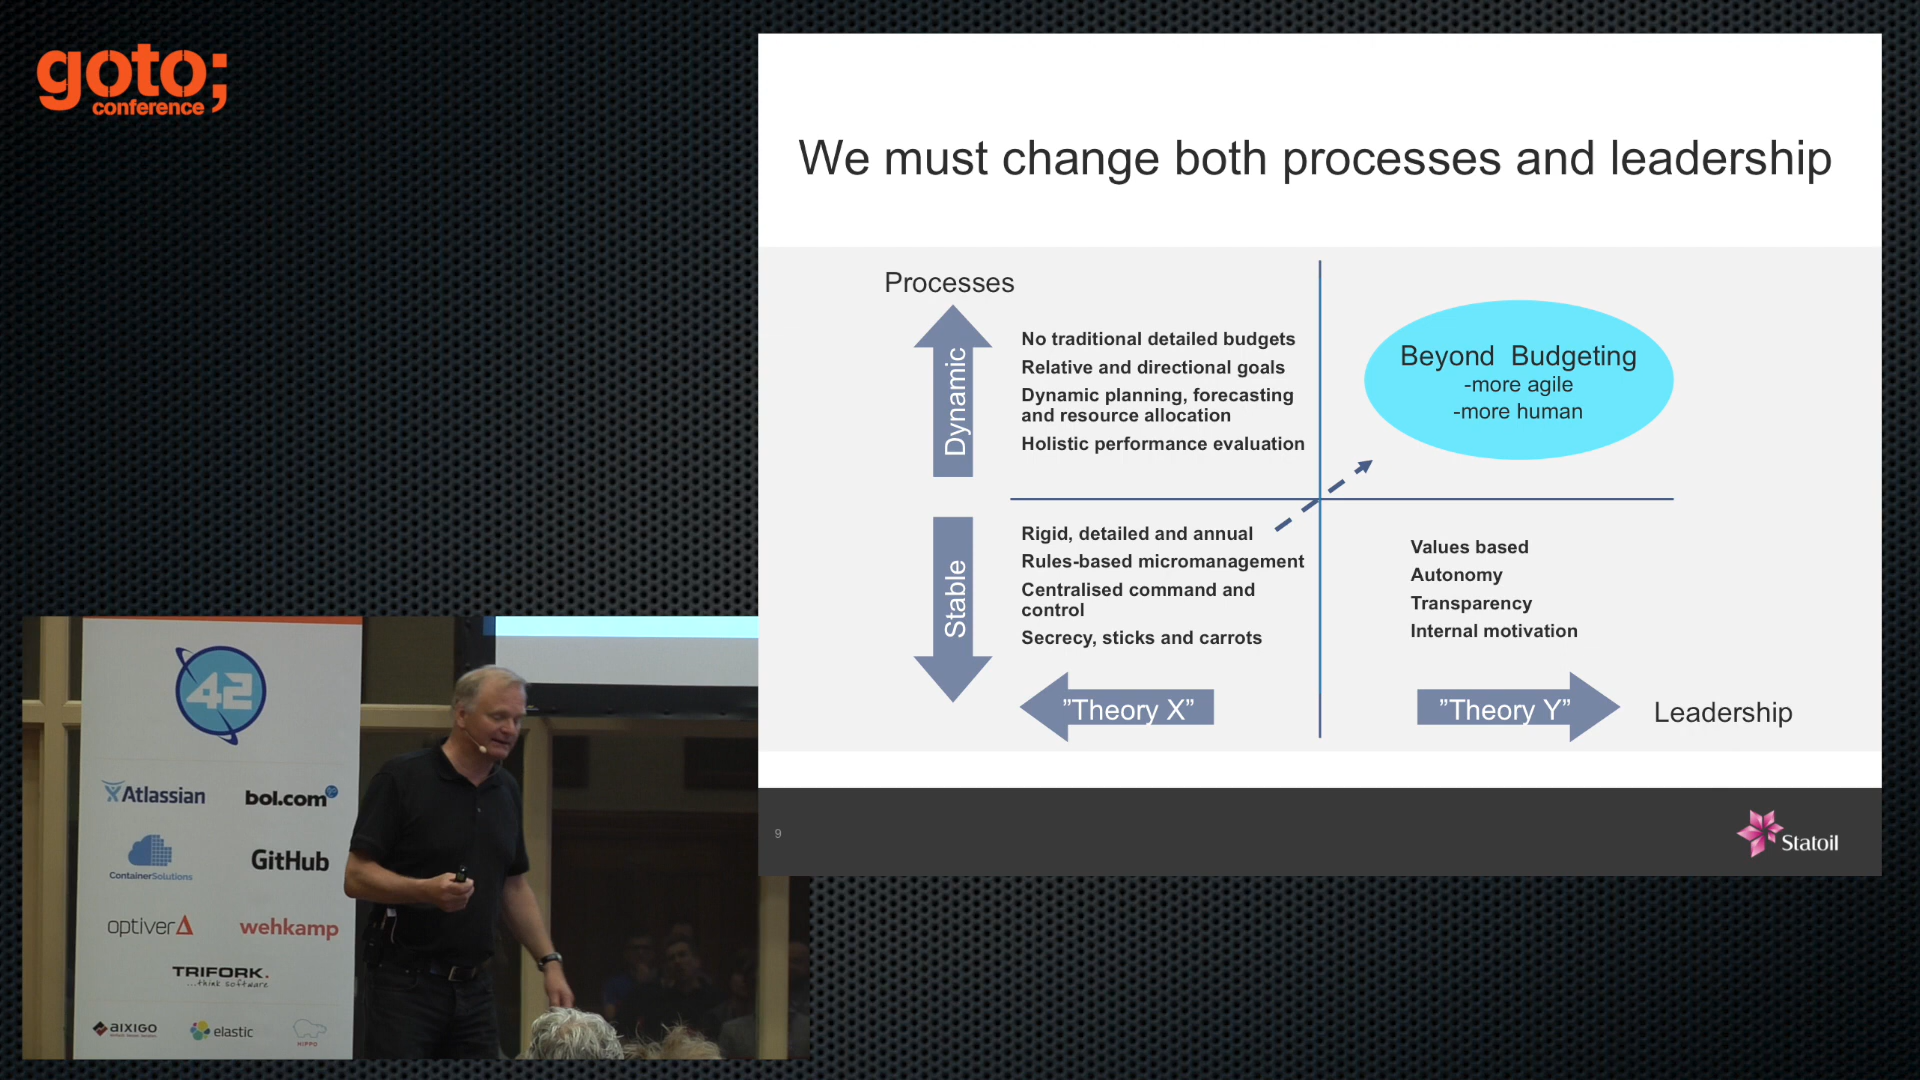 goto;
conference
We must change both processes and leadership
Processes
Dynamic
No traditional detailed budgets
Relative and directional goals
Dynamic planning, forecasting
and resource allocation
Holistic performance evaluation
Beyond Budgeting
-more agile
-more human
Stable
Rigid, detailed and annual
Rules-based micromanagement
Centralised command and
control
Secrecy, sticks and carrots
Values based
Autonomy
Transparency
Internal motivation
”Theory X”
”Theory Y”
Leadership
9
Statoil
42
Atlassian
bol.com
ContainerSolutions
GitHub
optiver
wehkamp
TRIFORK.
...think software
aixigo
elastic
HIPPO